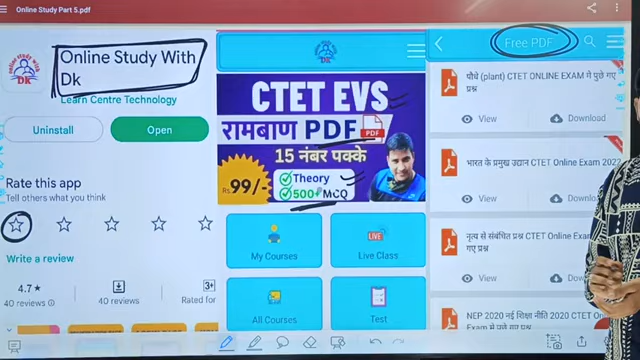 Online Study Part 5.pdf
Online Study With
Dk
Learn Centre Technology
Uninstall
Open
Rate this app
Tell others what you think
Write a review
4.7★
40 reviews
40 reviews
3+
Rated for
CTET EVS
रामबाण PDF
PDF
15 नंबर पक्के
Rs 99/-
Theory
500+ MCQ
My Courses
LIVE
Live Class
All Courses
Test
Free PDF
पौधे (plant) CTET ONLINE EXAM मे पुछे गए
प्रश्न
View
Download
भारत के प्रमुख उद्यान CTET Online Exam 2022
View
Download
नृत्य से संबंधित प्रश्न CTET Online Exam
गए प्रश्न
View
Download
NEP 2020 नई शिक्षा नीति 2020 CTET